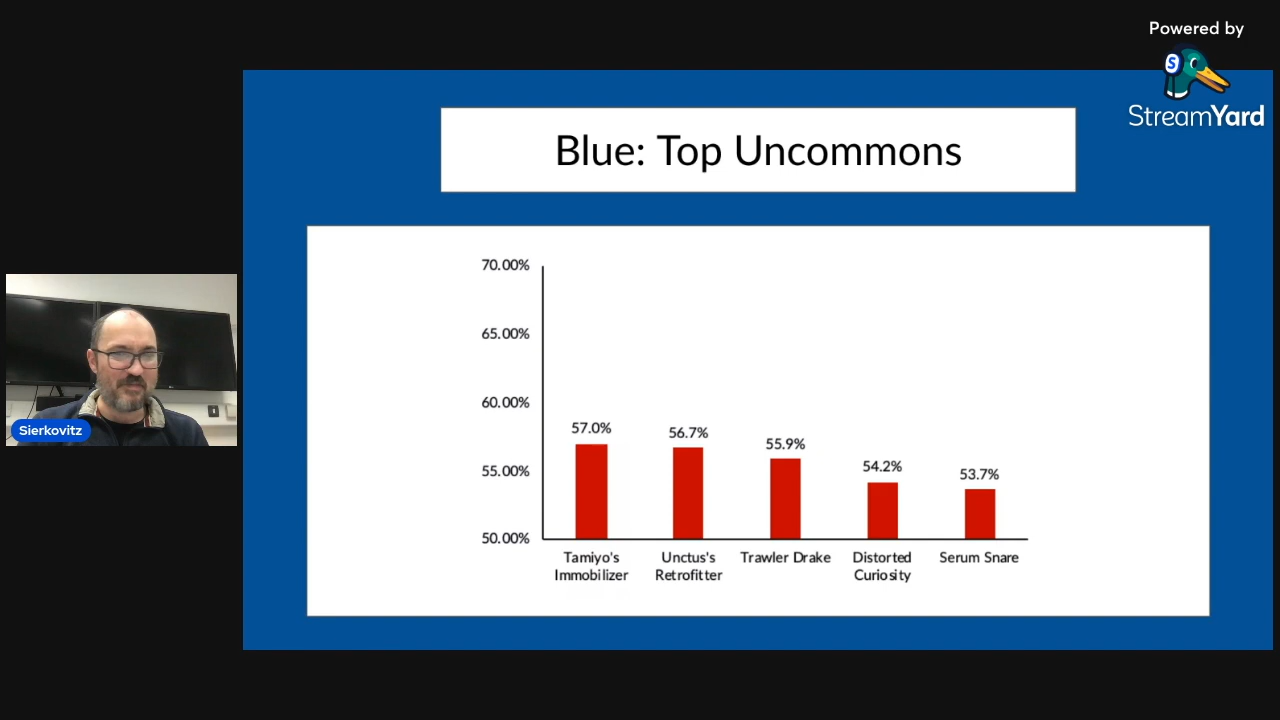 Powered by
S
StreamYard
Blue: Top Uncommons
70.00%
65.00%
60.00%
55.00%
50.00%
57.0%
56.7%
55.9%
54.2%
53.7%
Tamiyo's
Immobilizer
Unctus's
Retrofitter
Trawler Drake
Distorted
Curiosity
Serum Snare
Sierkovitz